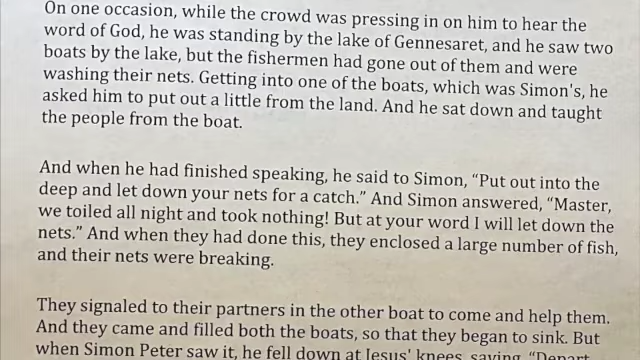 On one occasion, while the crowd was pressing in on him to hear the
word of God, he was standing by the lake of Gennesaret, and he saw two
boats by the lake, but the fishermen had gone out of them and were
washing their nets. Getting into one of the boats, which was Simon's, he
asked him to put out a little from the land. And he sat down and taught
the people from the boat.
And when he had finished speaking, he said to Simon, “Put out into the
deep and let down your nets for a catch.” And Simon answered, “Master,
we toiled all night and took nothing! But at your word I will let down the
nets.” And when they had done this, they enclosed a large number of fish,
and their nets were breaking.
They signaled to their partners in the other boat to come and help them.
And they came and filled both the boats, so that they began to sink. But
when Simon Peter saw it, he fell down at Jesus' knees, saying, “Depart